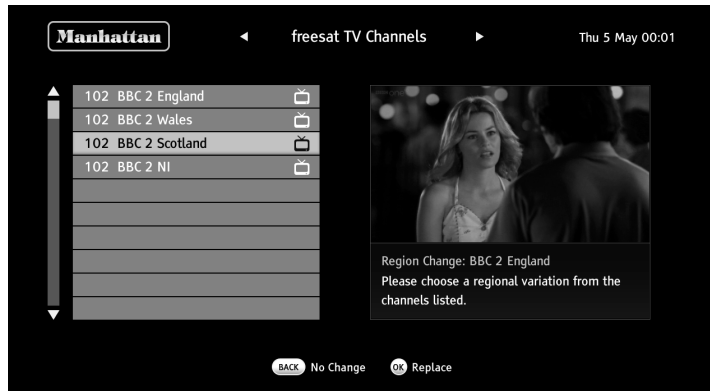 Manhattan
freesat TV Channels
Thu 5 May 00:01
102 BBC 2 England
102 BBC 2 Wales
102 BBC 2 Scotland
102 BBC 2 NI
Region Change: BBC 2 England
Please choose a regional variation from the
channels listed.
BACK No Change
OK Replace